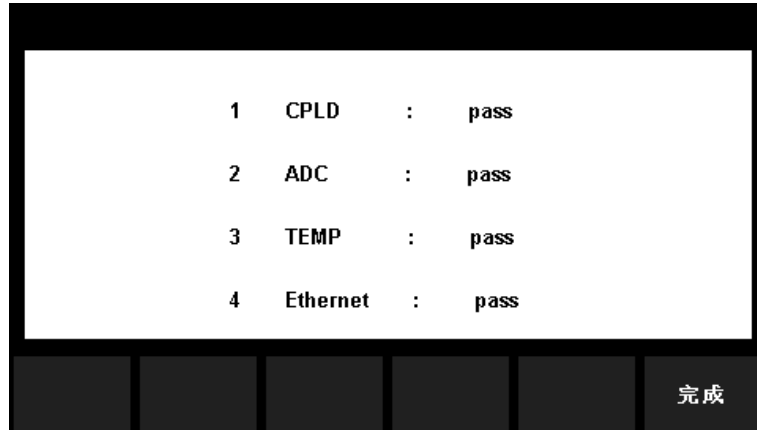 1 CPLD : pass
2 ADC : pass
3 TEMP : pass
4 Ethernet : pass
完成